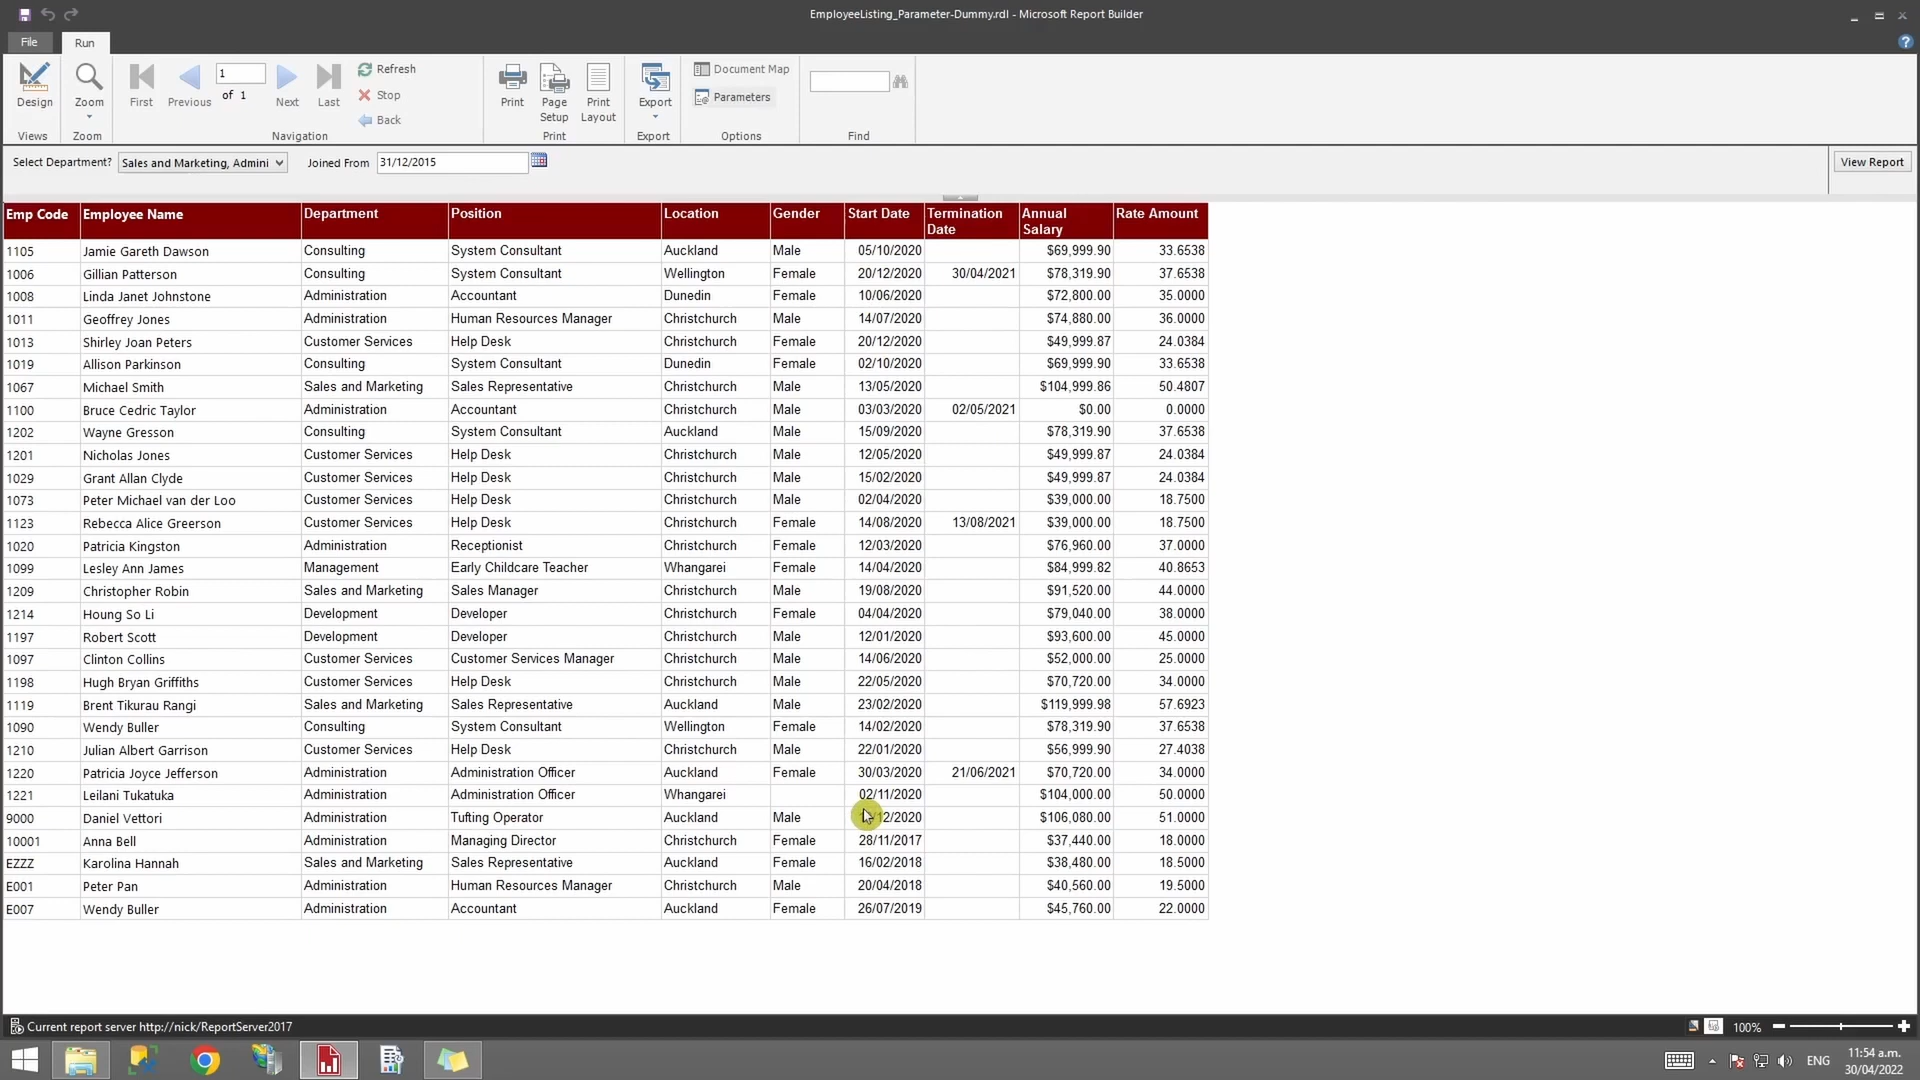 EmployeeListing_Parameter-Dummy.rdl - Microsoft Report Builder
File Run
Design
Views
Zoom
Zoom
First Previous 1 of 1 Next Last
Refresh
Stop
Back
Navigation
Print Page Setup Print Layout
Print
Export
Export
Document Map
Parameters
Options
Find
Select Department? Sales and Marketing, Admini Joined From 31/12/2015 View Report
Emp Code Employee Name Department Position Location Gender Start Date Termination Date Annual Salary Rate Amount
1105 Jamie Gareth Dawson Consulting System Consultant Auckland Male 05/10/2020 $69,999.90 33.6538
1006 Gillian Patterson Consulting System Consultant Wellington Female 20/12/2020 30/04/2021 $78,319.90 37.6538
1008 Linda Janet Johnstone Administration Accountant Dunedin Female 10/06/2020 $72,800.00 35.0000
1011 Geoffrey Jones Administration Human Resources Manager Christchurch Male 14/07/2020 $74,880.00 36.0000
1013 Shirley Joan Peters Customer Services Help Desk Christchurch Female 20/12/2020 $49,999.87 24.0384
1019 Allison Parkinson Consulting System Consultant Dunedin Female 02/10/2020 $69,999.90 33.6538
1067 Michael Smith Sales and Marketing Sales Representative Christchurch Male 13/05/2020 $104,999.86 50.4807
1100 Bruce Cedric Taylor Administration Accountant Christchurch Male 03/03/2020 02/05/2021 $0.00 0.0000
1202 Wayne Gresson Consulting System Consultant Auckland Male 15/09/2020 $78,319.90 37.6538
1201 Nicholas Jones Customer Services Help Desk Christchurch Male 12/05/2020 $49,999.87 24.0384
1029 Grant Allan Clyde Customer Services Help Desk Christchurch Male 15/02/2020 $49,999.87 24.0384
1073 Peter Michael van der Loo Customer Services Help Desk Christchurch Male 02/04/2020 $39,000.00 18.7500
1123 Rebecca Alice Greerson Customer Services Help Desk Christchurch Female 14/08/2020 13/08/2021 $39,000.00 18.7500
1020 Patricia Kingston Administration Receptionist Christchurch Female 12/03/2020 $76,960.00 37.0000
1099 Lesley Ann James Management Early Childcare Teacher Whangarei Female 14/04/2020 $84,999.82 40.8653
1209 Christopher Robin Sales and Marketing Sales Manager Christchurch Male 19/08/2020 $91,520.00 44.0000
1214 Houng So Li Development Developer Christchurch Female 04/04/2020 $79,040.00 38.0000
1197 Robert Scott Development Developer Christchurch Male 12/01/2020 $93,600.00 45.0000
1097 Clinton Collins Customer Services Customer Services Manager Christchurch Male 14/06/2020 $52,000.00 25.0000
1198 Hugh Bryan Griffiths Customer Services Help Desk Christchurch Male 22/05/2020 $70,720.00 34.0000
1119 Brent Tikurau Rangi Sales and Marketing Sales Representative Auckland Male 23/02/2020 $119,999.98 57.6923
1090 Wendy Buller Consulting System Consultant Wellington Female 14/02/2020 $78,319.90 37.6538
1210 Julian Albert Garrison Customer Services Help Desk Christchurch Male 22/01/2020 $56,999.90 27.4038
1220 Patricia Joyce Jefferson Administration Administration Officer Auckland Female 30/03/2020 21/06/2021 $70,720.00 34.0000
1221 Leilani Tukatuka Administration Administration Officer Whangarei 02/11/2020 $104,000.00 50.0000
9000 Daniel Vettori Administration Tufting Operator Auckland Male /12/2020 $106,080.00 51.0000
10001 Anna Bell Administration Managing Director Christchurch Female 28/11/2017 $37,440.00 18.0000
EZZZ Karolina Hannah Sales and Marketing Sales Representative Auckland Female 16/02/2018 $38,480.00 18.5000
E001 Peter Pan Administration Human Resources Manager Christchurch Male 20/04/2018 $40,560.00 19.5000
E007 Wendy Buller Administration Accountant Auckland Female 26/07/2019 $45,760.00 22.0000
Current report server http://nick/ReportServer2017 100%
ENG 11:54 a.m.
30/04/2022